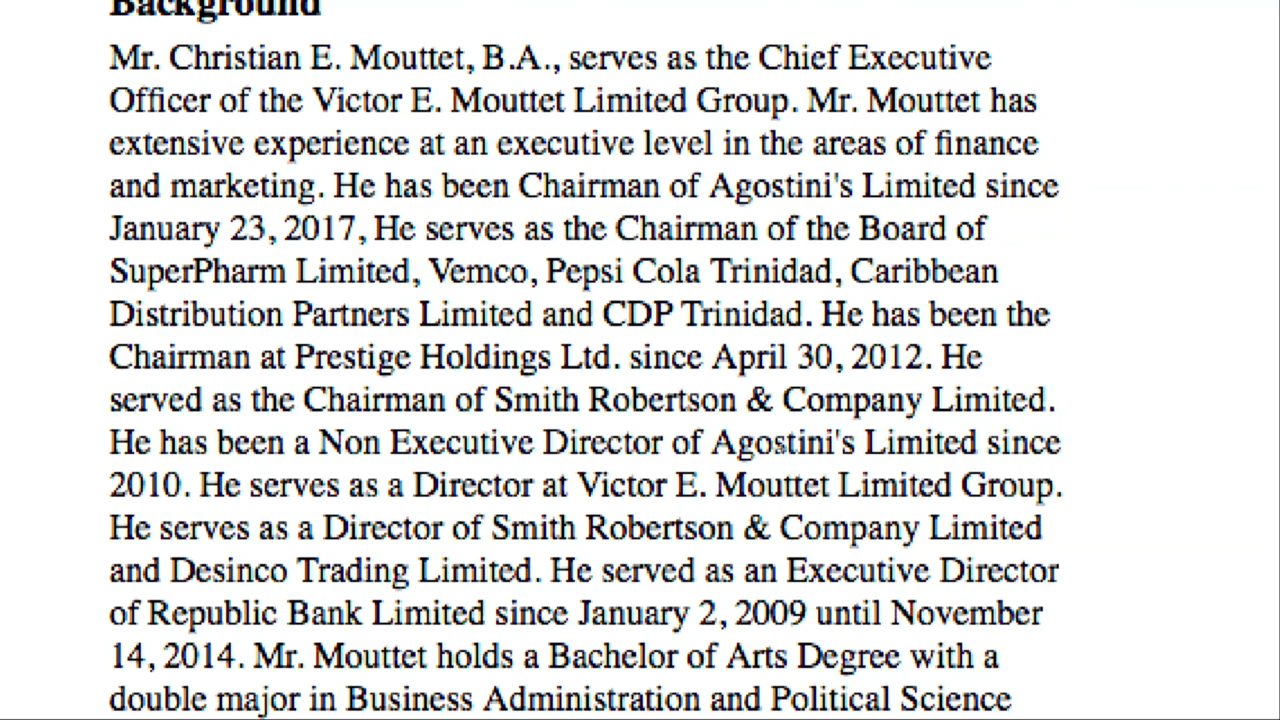 Background
Mr. Christian E. Mouttet, B.A., serves as the Chief Executive
Officer of the Victor E. Mouttet Limited Group. Mr. Mouttet has
extensive experience at an executive level in the areas of finance
and marketing. He has been Chairman of Agostini's Limited since
January 23, 2017, He serves as the Chairman of the Board of
SuperPharm Limited, Vemco, Pepsi Cola Trinidad, Caribbean
Distribution Partners Limited and CDP Trinidad. He has been the
Chairman at Prestige Holdings Ltd. since April 30, 2012. He
served as the Chairman of Smith Robertson & Company Limited.
He has been a Non Executive Director of Agostini's Limited since
2010. He serves as a Director at Victor E. Mouttet Limited Group.
He serves as a Director of Smith Robertson & Company Limited
and Desinco Trading Limited. He served as an Executive Director
of Republic Bank Limited since January 2, 2009 until November
14, 2014. Mr. Mouttet holds a Bachelor of Arts Degree with a
double major in Business Administration and Political Science